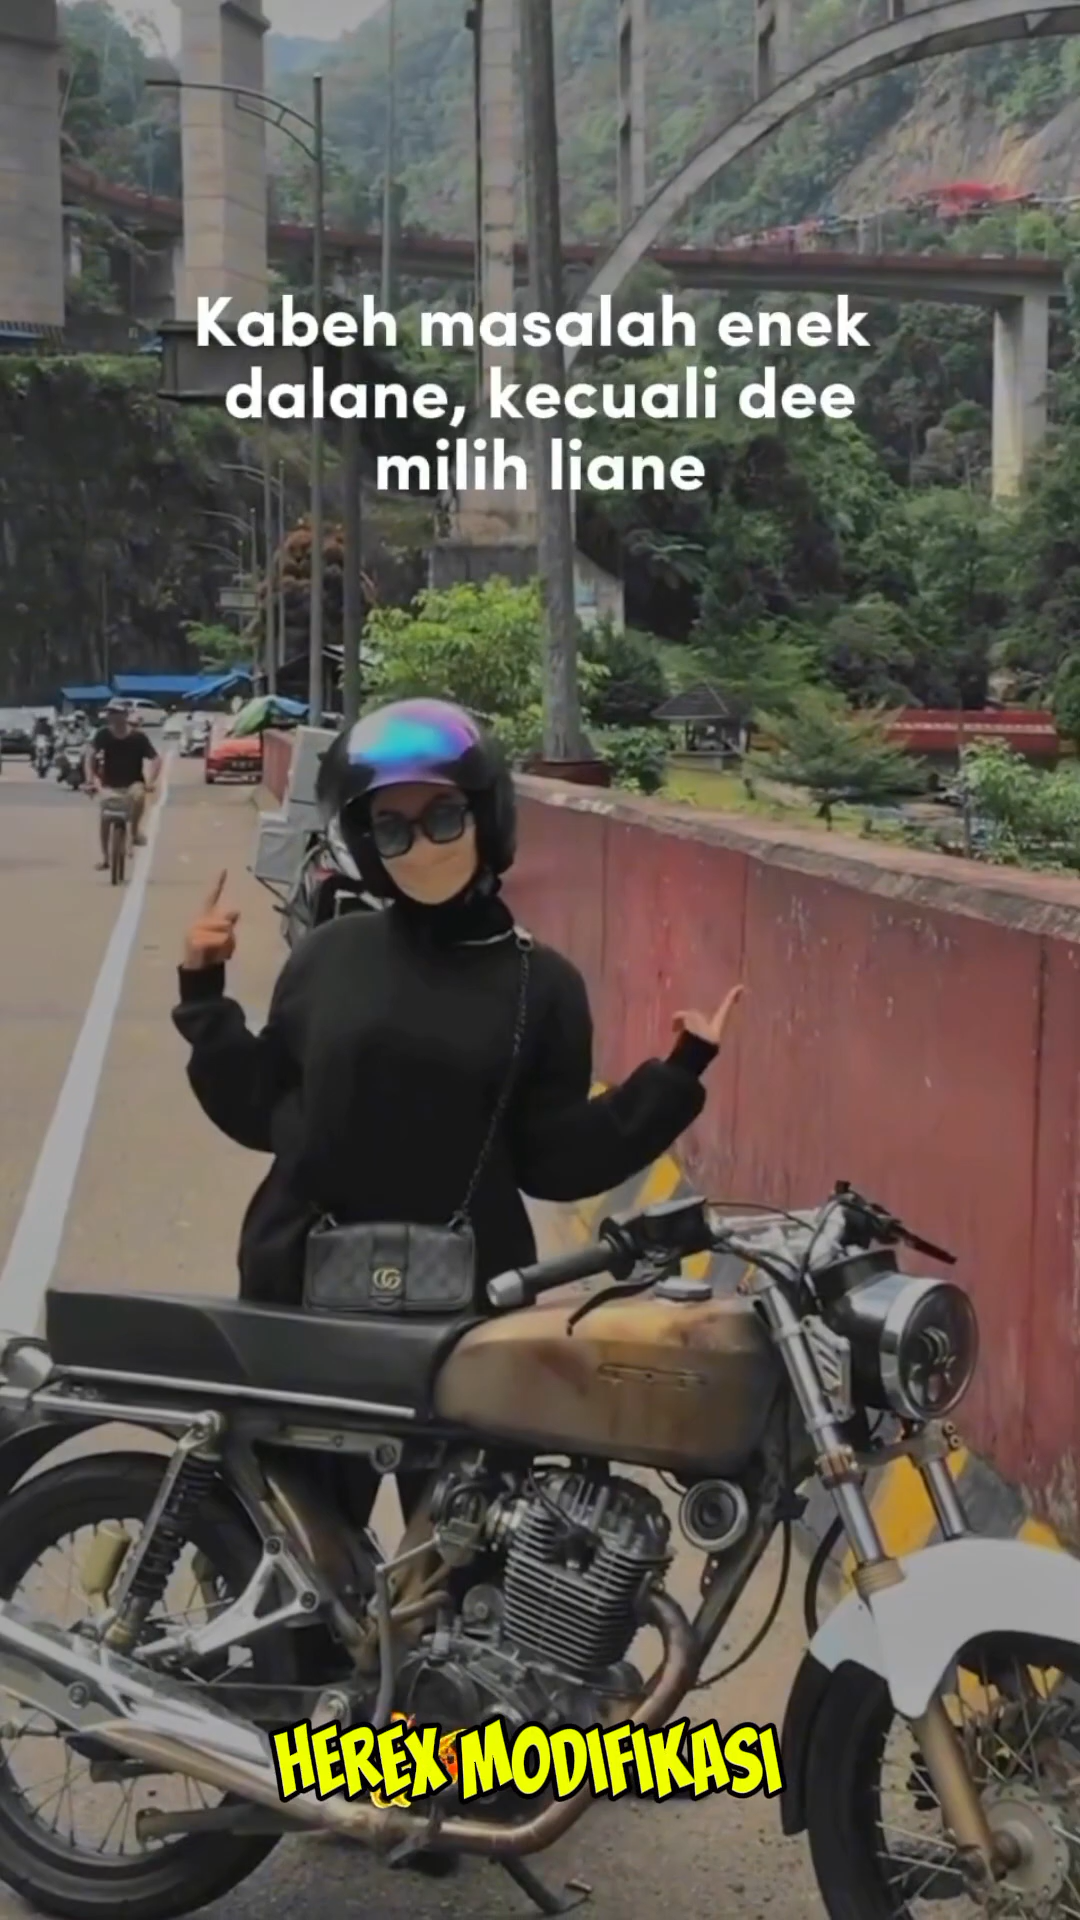 Kabeh masalah enek
dalane, kecuali dee
milih liane
HEREX MODIFIKASI